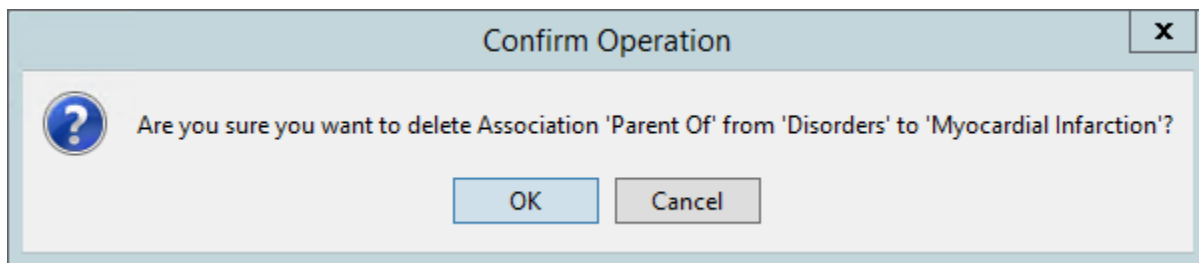 Confirm Operation
x
?
Are you sure you want to delete Association 'Parent Of' from 'Disorders' to 'Myocardial Infarction'?
OK
Cancel